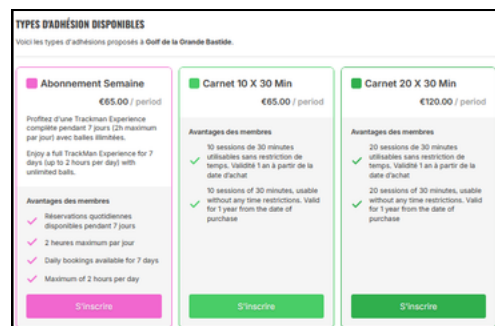 TYPES D'ADHÉSION DISPONIBLES
Voici les types d'adhésions proposés à Golf de la Grande Bastide.
Abonnement Semaine
€65.00 / period
Profitez d'une Trackman Experience
complète pendant 7 jours (2h maximum
par jour) avec balles illimitées.
Enjoy a full TrackMan Experience for 7
days (up to 2 hours per day) with
unlimited balls.
Avantages des membres
Réservations quotidiennes
disponibles pendant 7 jours
2 heures maximum par jour
Daily bookings available for 7 days
Maximum of 2 hours per day
S'inscrire
Carnet 10 X 30 Min
€65.00 / period
Avantages des membres
10 sessions de 30 minutes
utilisables sans restriction de
temps. Validité 1 an à partir de la
date d'achat
10 sessions of 30 minutes, usable
without any time restrictions. Valid
for 1 year from the date of
purchase
S'inscrire
Carnet 20 X 30 Min
€120.00 / period
Avantages des membres
20 sessions de 30 minutes
utilisables sans restriction de
temps. Validité 1 an à partir de la
date d'achat
20 sessions of 30 minutes, usable
without any time restrictions. Valid
for 1 year from the date of
purchase
S'inscrire